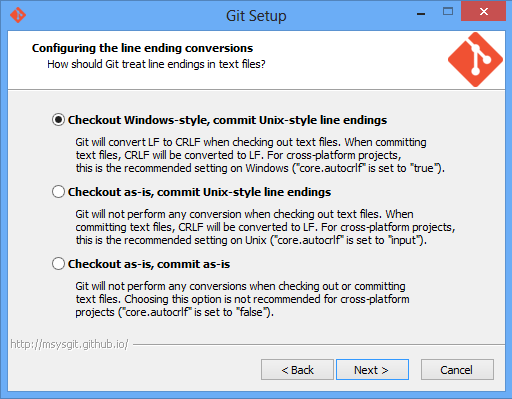 Git Setup
Configuring the line ending conversions
How should Git treat line endings in text files?
Checkout Windows-style, commit Unix-style line endings
Git will convert LF to CRLF when checking out text files. When committing
text files, CRLF will be converted to LF. For cross-platform projects,
this is the recommended setting on Windows ("core.autocrlf" is set to "true").
Checkout as-is, commit Unix-style line endings
Git will not perform any conversion when checking out text files. When
committing text files, CRLF will be converted to LF. For cross-platform projects,
this is the recommended setting on Unix ("core.autocrlf" is set to "input").
Checkout as-is, commit as-is
Git will not perform any conversions when checking out or committing
text files. Choosing this option is not recommended for cross-platform
projects ("core.autocrlf" is set to "false").
http://msysgit.github.io/
< Back
Next >
Cancel